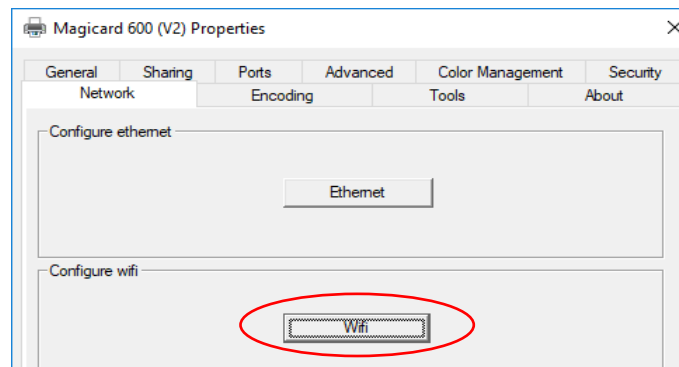 Magicard 600 (V2) Properties
General Sharing Ports Advanced Color Management Security
Network Encoding Tools About
Configure ethernet
Ethernet
Configure wifi
Wifi